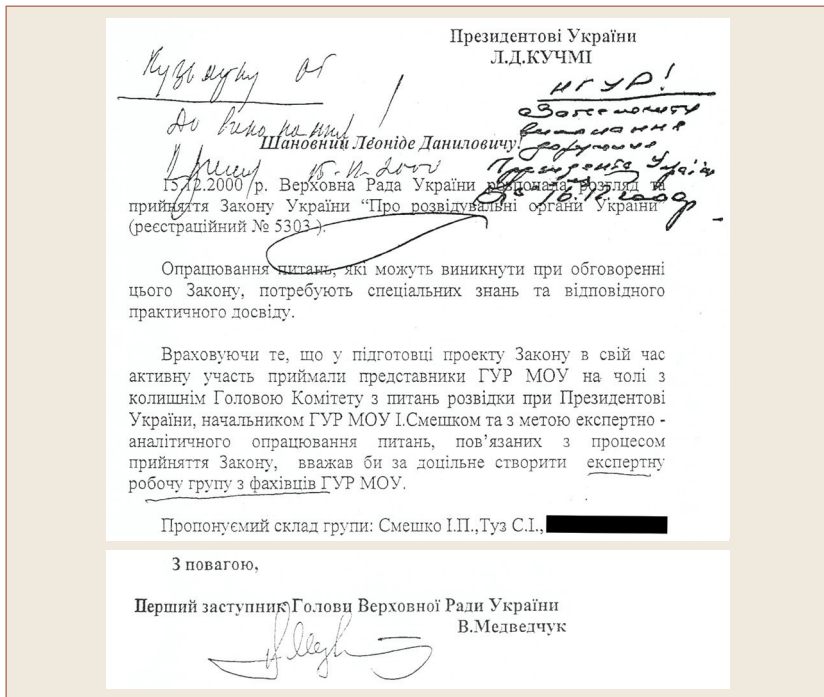 Президентові України
Л.Д.КУЧМІ
Кузьмуку О І
До виконання!
15.12.2000
НГУР!
Забезпечити
виконання
доручення
Президента України
16.12.2000р.
Шановний Леоніде Даниловичу!
15.12.2000 р. Верховна Рада України розпочала розгляд та
прийняття Закону України “Про розвідувальні органи України”
(реєстраційний № 5303 ).
Опрацювання питань, які можуть виникнути при обговоренні
цього Закону, потребують спеціальних знань та відповідного
практичного досвіду.
Враховуючи те, що у підготовці проекту Закону в свій час
активну участь приймали представники ГУР МОУ на чолі з
колишнім Головою Комітету з питань розвідки при Президентові
України, начальником ГУР МОУ І.Смешком та з метою експертно -
аналітичного опрацювання питань, пов’язаних з процесом
прийняття Закону, вважав би за доцільне створити експертну
робочу групу з фахівців ГУР МОУ.
Пропонуємий склад групи: Смешко І.П.,Туз С.І.,
З повагою,
Перший заступник Голови Верховної Ради України
В.Медведчук